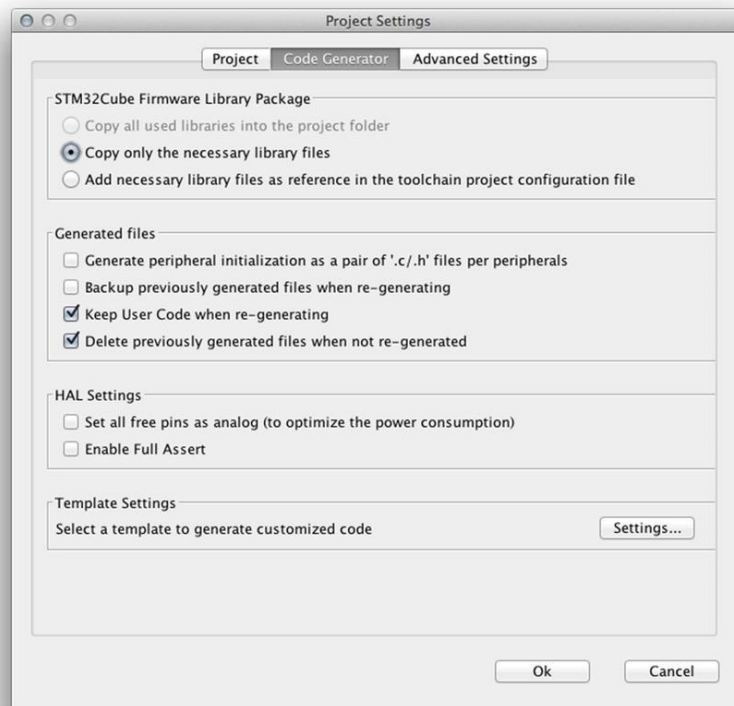 Project Settings
Project Code Generator Advanced Settings
STM32Cube Firmware Library Package
Copy all used libraries into the project folder
Copy only the necessary library files
Add necessary library files as reference in the toolchain project configuration file
Generated files
Generate peripheral initialization as a pair of '.c/.h' files per peripherals
Backup previously generated files when re-generating
Keep User Code when re-generating
Delete previously generated files when not re-generated
HAL Settings
Set all free pins as analog (to optimize the power consumption)
Enable Full Assert
Template Settings
Select a template to generate customized code Settings...
Ok Cancel